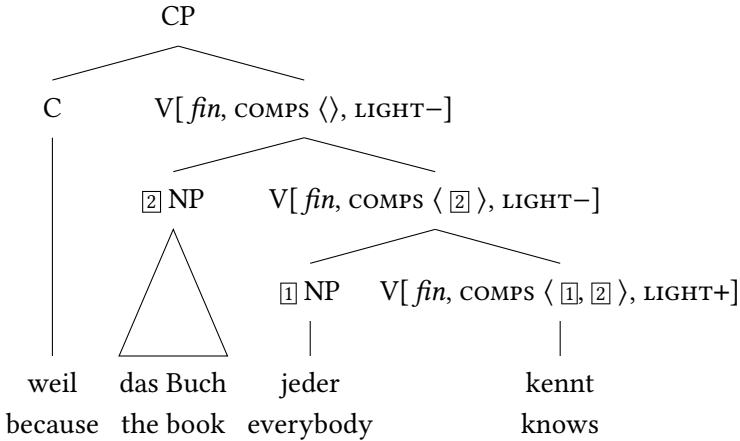 CP
C V[fin, COMPS ⟨⟩, LIGHT−]
2 NP V[fin, COMPS ⟨ 2 ⟩, LIGHT−]
1 NP V[fin, COMPS ⟨ 1, 2 ⟩, LIGHT+]
weil das Buch jeder kennt
because the book everybody knows